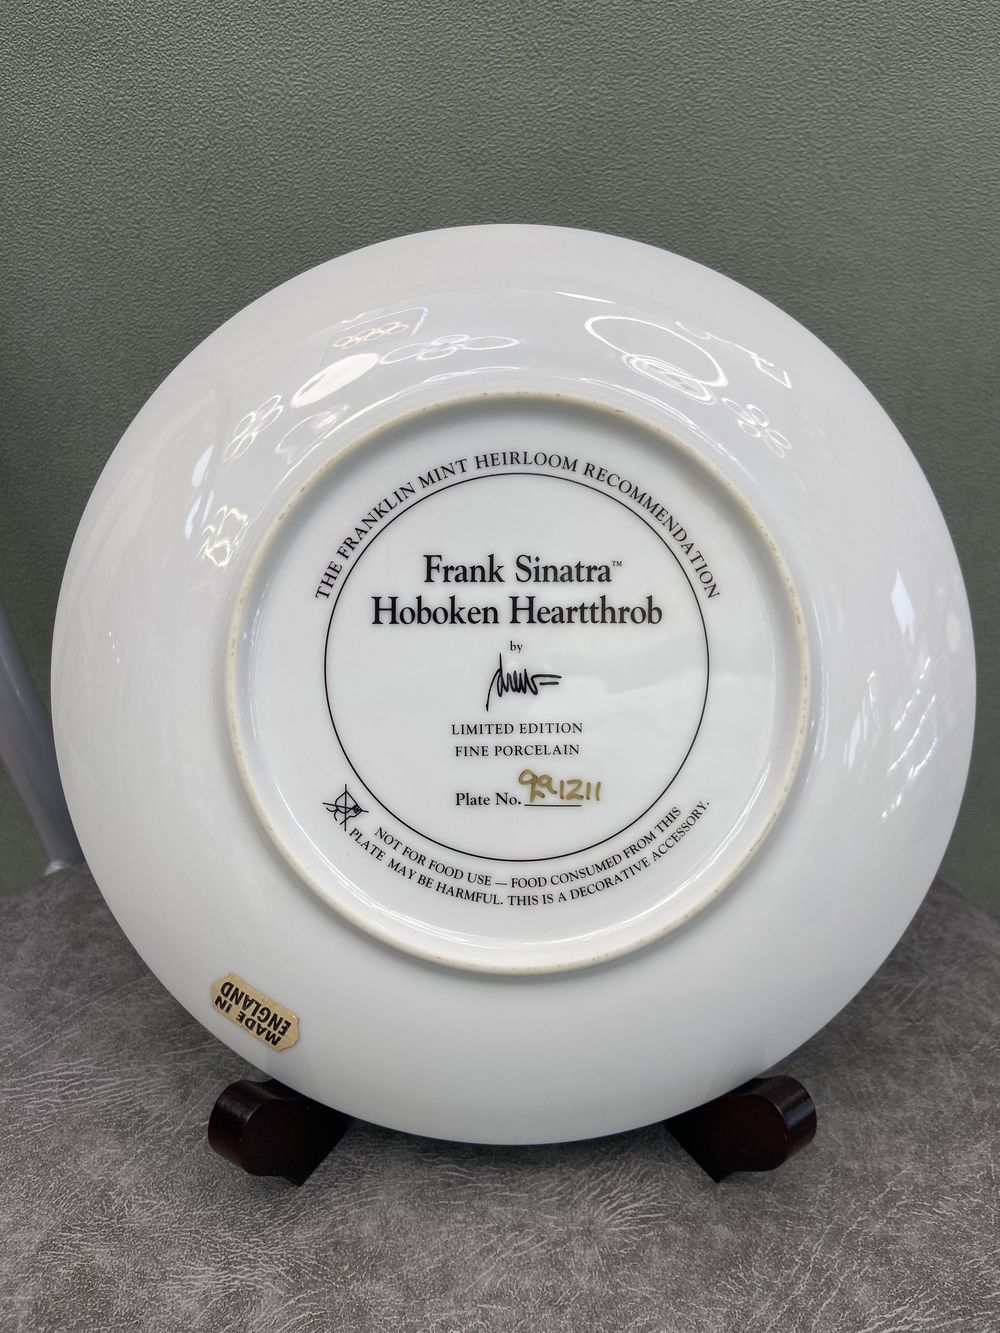 THE FRANKLIN MINT HEIRLOOM RECOMMENDATION
Frank Sinatra™
Hoboken Heartthrob
by
LIMITED EDITION
FINE PORCELAIN
Plate No.
NOT FOR FOOD USE — FOOD CONSUMED FROM THIS
PLATE MAY BE HARMFUL. THIS IS A DECORATIVE ACCESSORY.
MADE IN
ENGLAND